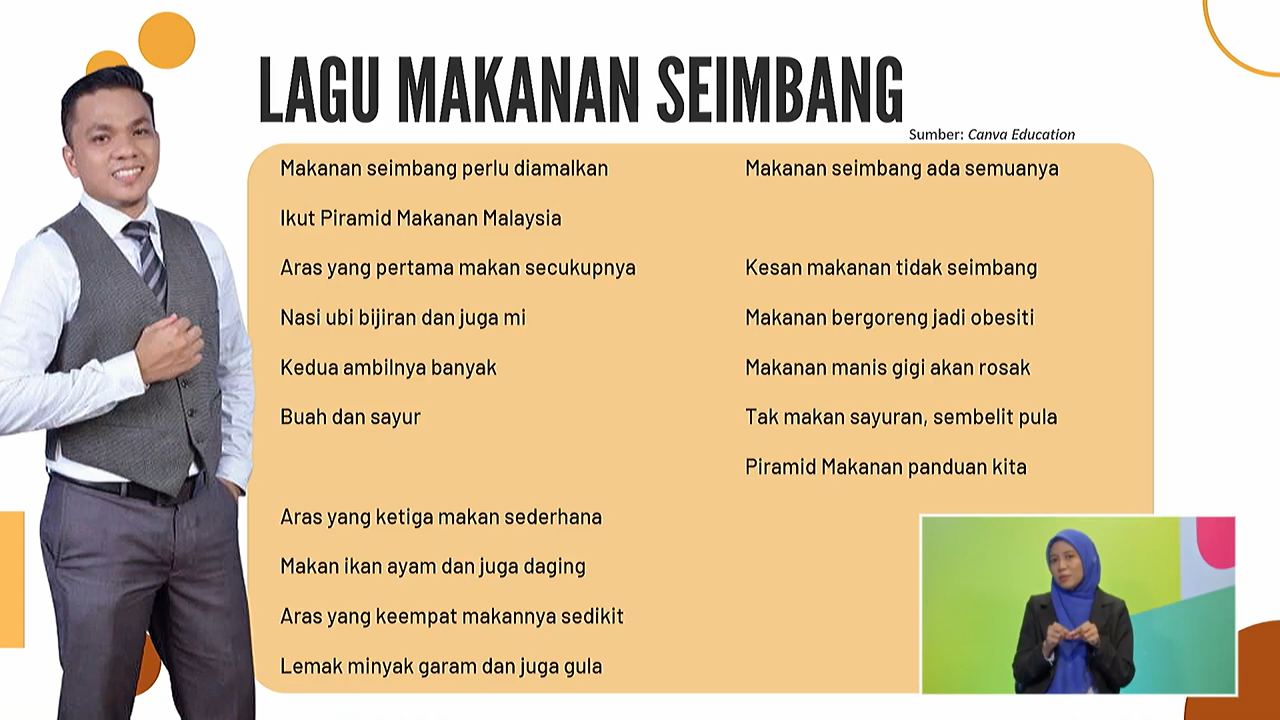 LAGU MAKANAN SEIMBANG
Sumber: Canva Education
Makanan seimbang perlu diamalkan
Ikut Piramid Makanan Malaysia
Aras yang pertama makan secukupnya
Nasi ubi bijiran dan juga mi
Kedua ambilnya banyak
Buah dan sayur
Aras yang ketiga makan sederhana
Makan ikan ayam dan juga daging
Aras yang keempat makannya sedikit
Lemak minyak garam dan juga gula
Makanan seimbang ada semuanya
Kesan makanan tidak seimbang
Makanan bergoreng jadi obesiti
Makanan manis gigi akan rosak
Tak makan sayuran, sembelit pula
Piramid Makanan panduan kita